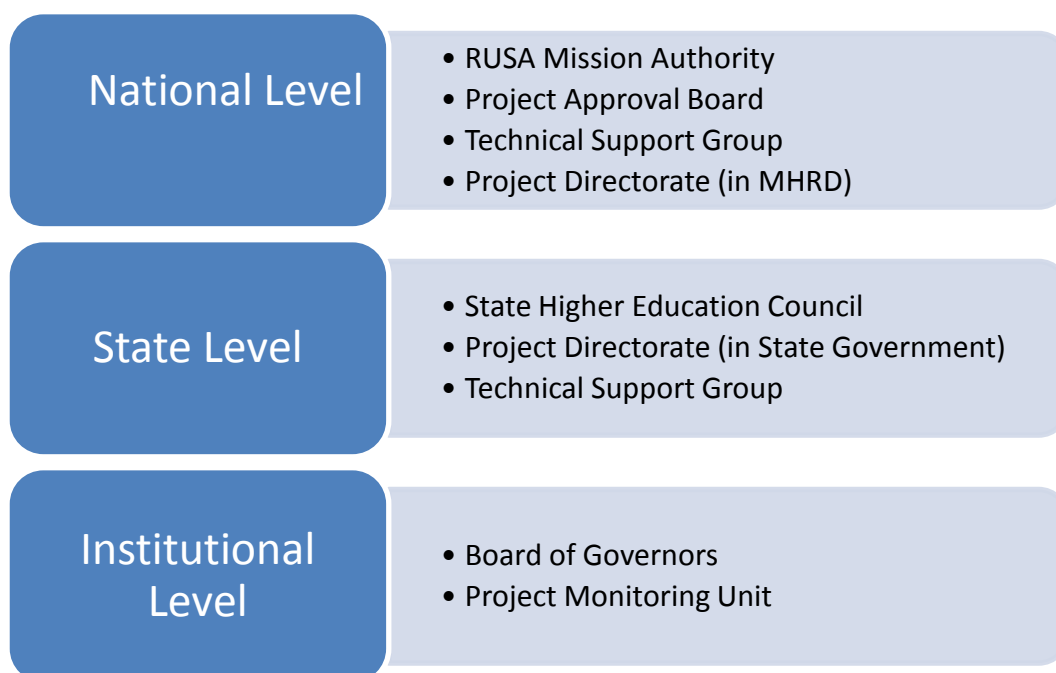 National Level
• RUSA Mission Authority
• Project Approval Board
• Technical Support Group
• Project Directorate (in MHRD)
State Level
• State Higher Education Council
• Project Directorate (in State Government)
• Technical Support Group
Institutional
Level
• Board of Governors
• Project Monitoring Unit